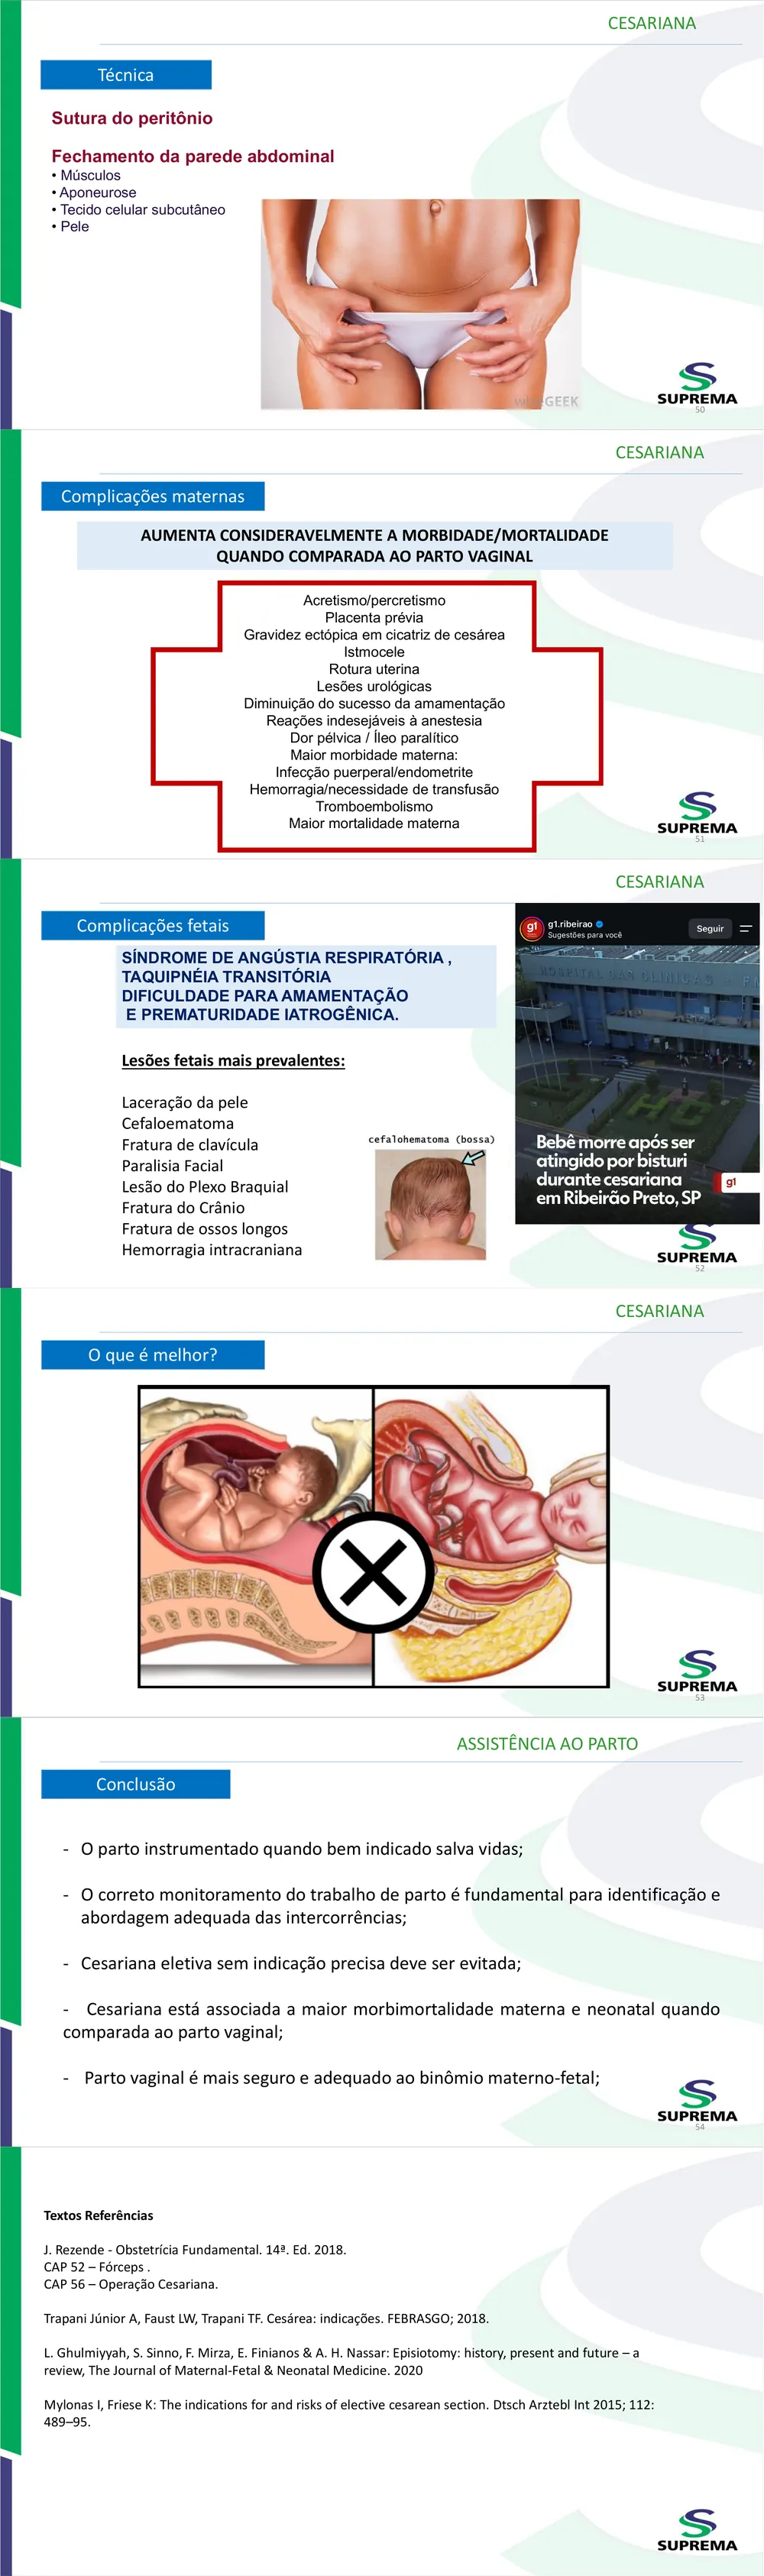 CESARIANA
Técnica
Sutura do peritônio
Fechamento da parede abdominal
• Músculos
• Aponeurose
• Tecido celular subcutâneo
• Pele
GEEK
SUPREMA
50
CESARIANA
Complicações maternas
AUMENTA CONSIDERAVELMENTE A MORBIDADE/MORTALIDADE
QUANDO COMPARADA AO PARTO VAGINAL
Acretismo/percretismo
Placenta prévia
Gravidez ectópica em cicatriz de cesárea
Istmocele
Rotura uterina
Lesões urológicas
Diminuição do sucesso da amamentação
Reações indesejáveis à anestesia
Dor pélvica / Íleo paralítico
Maior morbidade materna:
Infecção puerperal/endometrite
Hemorragia/necessidade de transfusão
Tromboembolismo
Maior mortalidade materna
SUPREMA
51
CESARIANA
Complicações fetais
SÍNDROME DE ANGÚSTIA RESPIRATÓRIA ,
TAQUIPNÉIA TRANSITÓRIA
DIFICULDADE PARA AMAMENTAÇÃO
E PREMATURIDADE IATROGÊNICA.
Lesões fetais mais prevalentes:
Laceração da pele
Cefaloematoma
Fratura de clavícula
Paralisia Facial
Lesão do Plexo Braquial
Fratura do Crânio
Fratura de ossos longos
Hemorragia intracraniana
cefalohematoma (bossa)
g1
g1.ribeirao
Sugestões para você
Seguir
HOSPITAL DAS CLINICAS
HC
Bebê morre após ser
atingido por bisturi
durante cesariana
em Ribeirão Preto, SP
g1
SUPREMA
52
CESARIANA
O que é melhor?
SUPREMA
53
ASSISTÊNCIA AO PARTO
Conclusão
- O parto instrumentado quando bem indicado salva vidas;
- O correto monitoramento do trabalho de parto é fundamental para identificação e
abordagem adequada das intercorrências;
- Cesariana eletiva sem indicação precisa deve ser evitada;
- Cesariana está associada a maior morbimortalidade materna e neonatal quando
comparada ao parto vaginal;
- Parto vaginal é mais seguro e adequado ao binômio materno-fetal;
SUPREMA
54
Textos Referências
J. Rezende - Obstetrícia Fundamental. 14ª. Ed. 2018.
CAP 52 – Fórceps .
CAP 56 – Operação Cesariana.
Trapani Júnior A, Faust LW, Trapani TF. Cesárea: indicações. FEBRASGO; 2018.
L. Ghulmiyyah, S. Sinno, F. Mirza, E. Finianos & A. H. Nassar: Episiotomy: history, present and future – a
review, The Journal of Maternal-Fetal & Neonatal Medicine. 2020
Mylonas I, Friese K: The indications for and risks of elective cesarean section. Dtsch Arztebl Int 2015; 112:
489–95.
SUPREMA